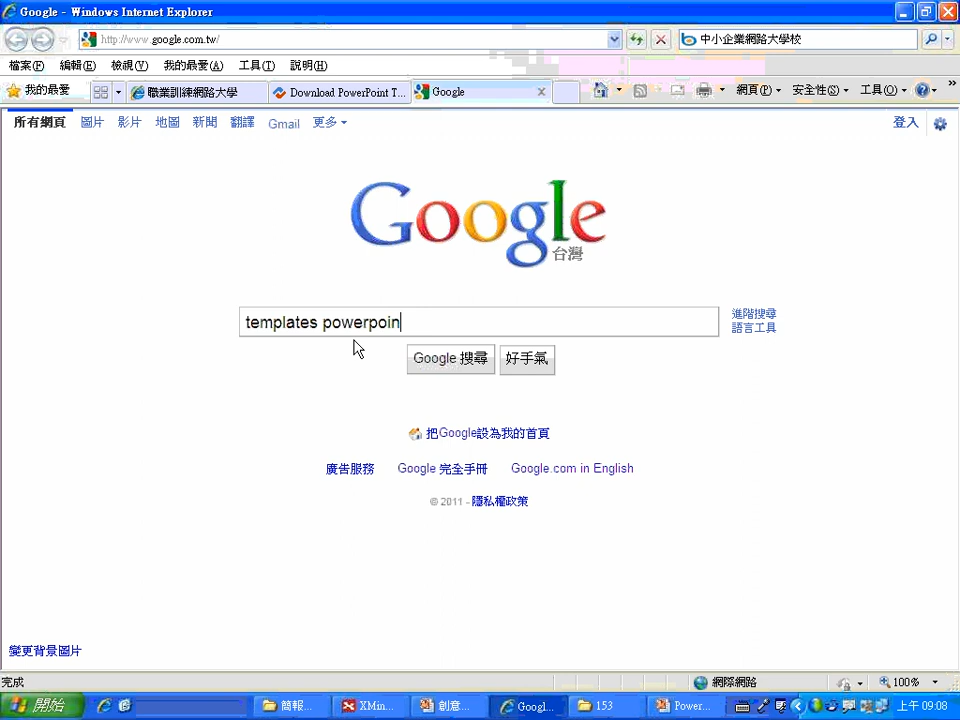 Google - Windows Internet Explorer
http://www.google.com.tw/
中小企業網路大學校
檔案(F) 編輯(E) 檢視(V) 我的最愛(A) 工具(T) 說明(H)
我的最愛 職業訓練網路大學 Download PowerPoint T... Google 網頁(P) 安全性(S) 工具(O) »
所有網頁 圖片 影片 地圖 新聞 翻譯 Gmail 更多 登入
Google
台灣
templates powerpoin
進階搜尋
語言工具
Google 搜尋 好手氣
把Google設為我的首頁
廣告服務 Google 完全手冊 Google.com in English
© 2011 - 隱私權政策
變更背景圖片
完成 網際網路 100%
開始 簡報... XMin... 創意... Googl... 153 Power... 上午 09:08